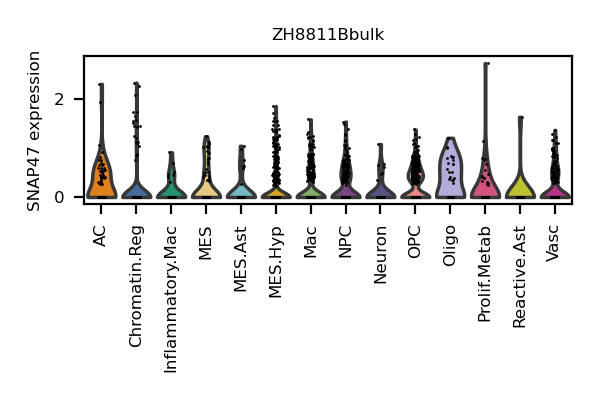 ZH8811Bbulk
SNAP47 expression
2
0
AC
Chromatin.Reg
Inflammatory.Mac
MES
MES.Ast
MES.Hyp
Mac
NPC
Neuron
OPC
Oligo
Prolif.Metab
Reactive.Ast
Vasc